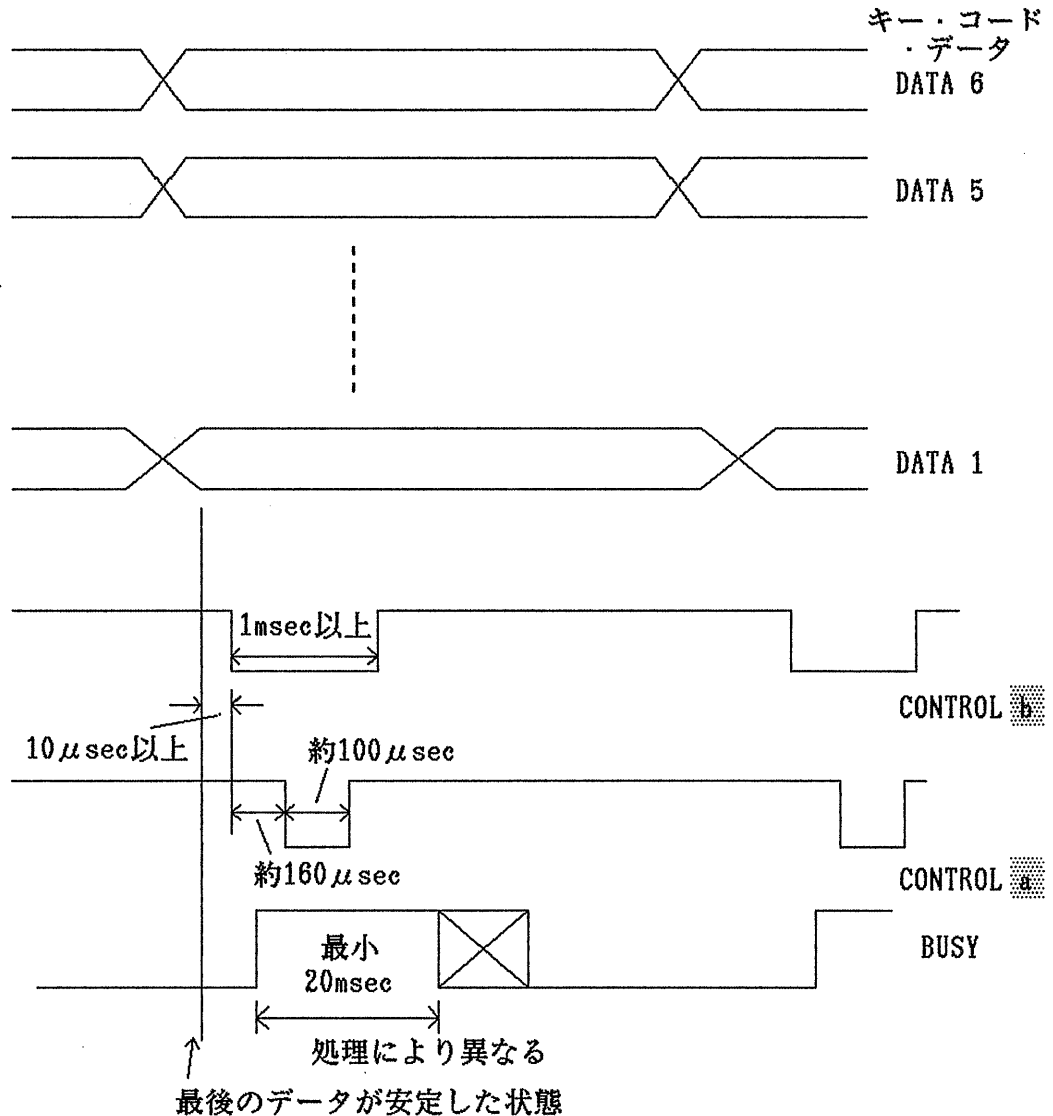 キー・コード
・データ
DATA 6
DATA 5
DATA 1
1msec以上
CONTROL b
10μsec以上
約100μsec
約160μsec
CONTROL a
最小
20msec
BUSY
処理により異なる
最後のデータが安定した状態